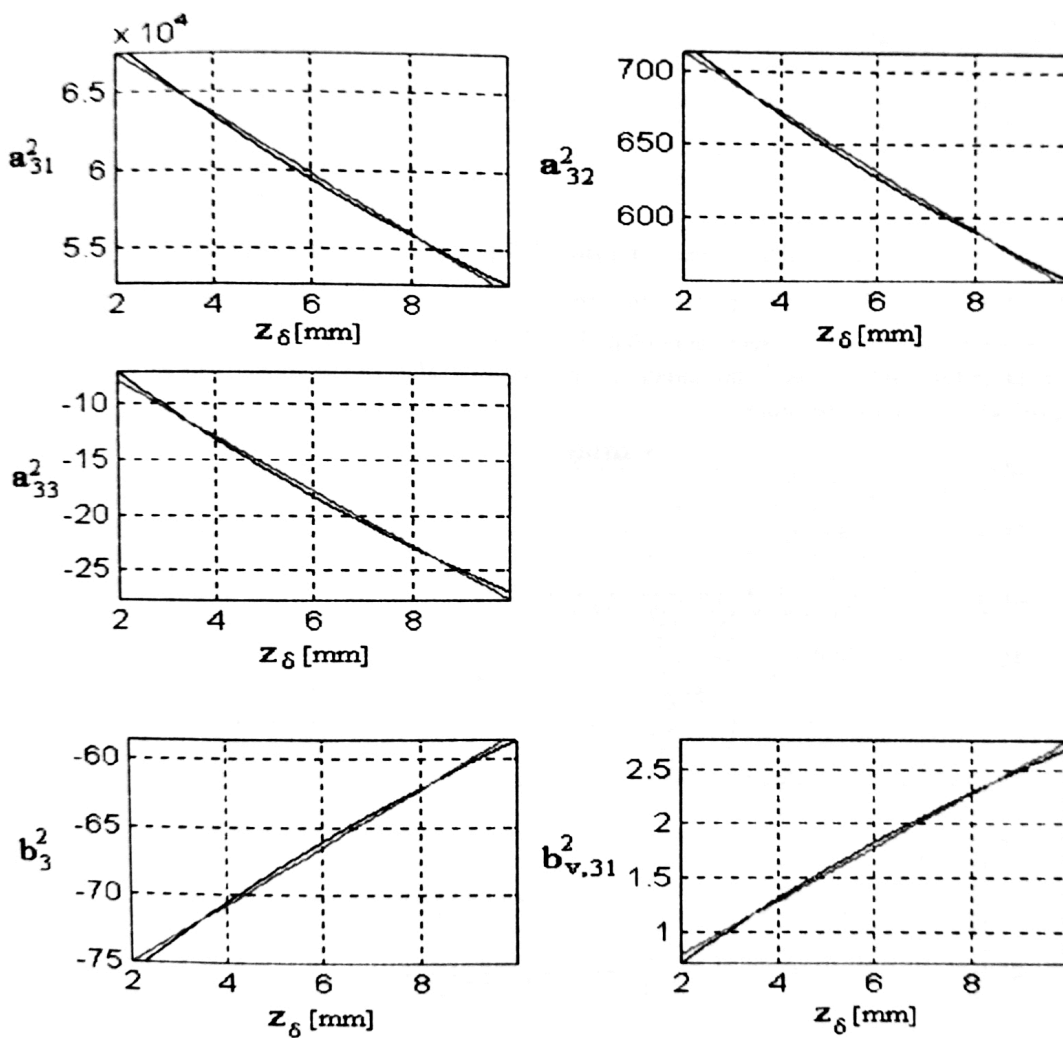 x 10⁴
6.5
6
5.5
a²₃₁
2 4 6 8
z_δ [mm]
700
650
600
a²₃₂
2 4 6 8
z_δ [mm]
-10
-15
-20
-25
a²₃₃
2 4 6 8
z_δ [mm]
-60
-65
-70
-75
b²₃
2 4 6 8
z_δ [mm]
2.5
2
1.5
1
b²ᵥ,₃₁
2 4 6 8
z_δ [mm]